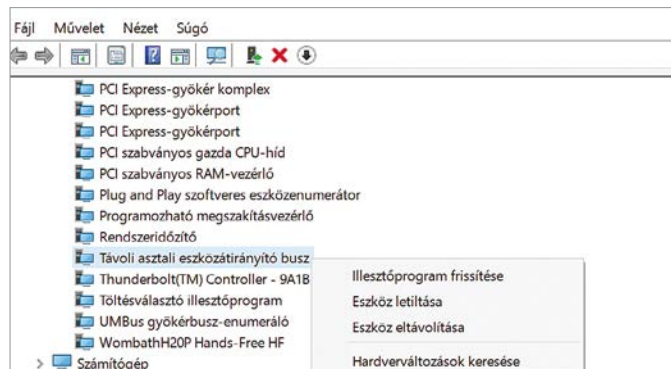 Fájl Művelet Nézet Súgó
PCI Express-gyökér komplex
PCI Express-gyökérport
PCI Express-gyökérport
PCI szabványos gazda CPU-híd
PCI szabványos RAM-vezérlő
Plug and Play szoftveres eszközenumerátor
Programozható megszakításvezérlő
Rendszeridőzítő
Távoli asztali eszközátirányító busz
Thunderbolt(TM) Controller - 9A1B
Töltésválasztó illesztőprogram
UMBus gyökérbusz-enumeráló
WombathH20P Hands-Free HF
Számítógép
Illesztőprogram frissítése
Eszköz letiltása
Eszköz eltávolítása
Hardverváltozások keresése